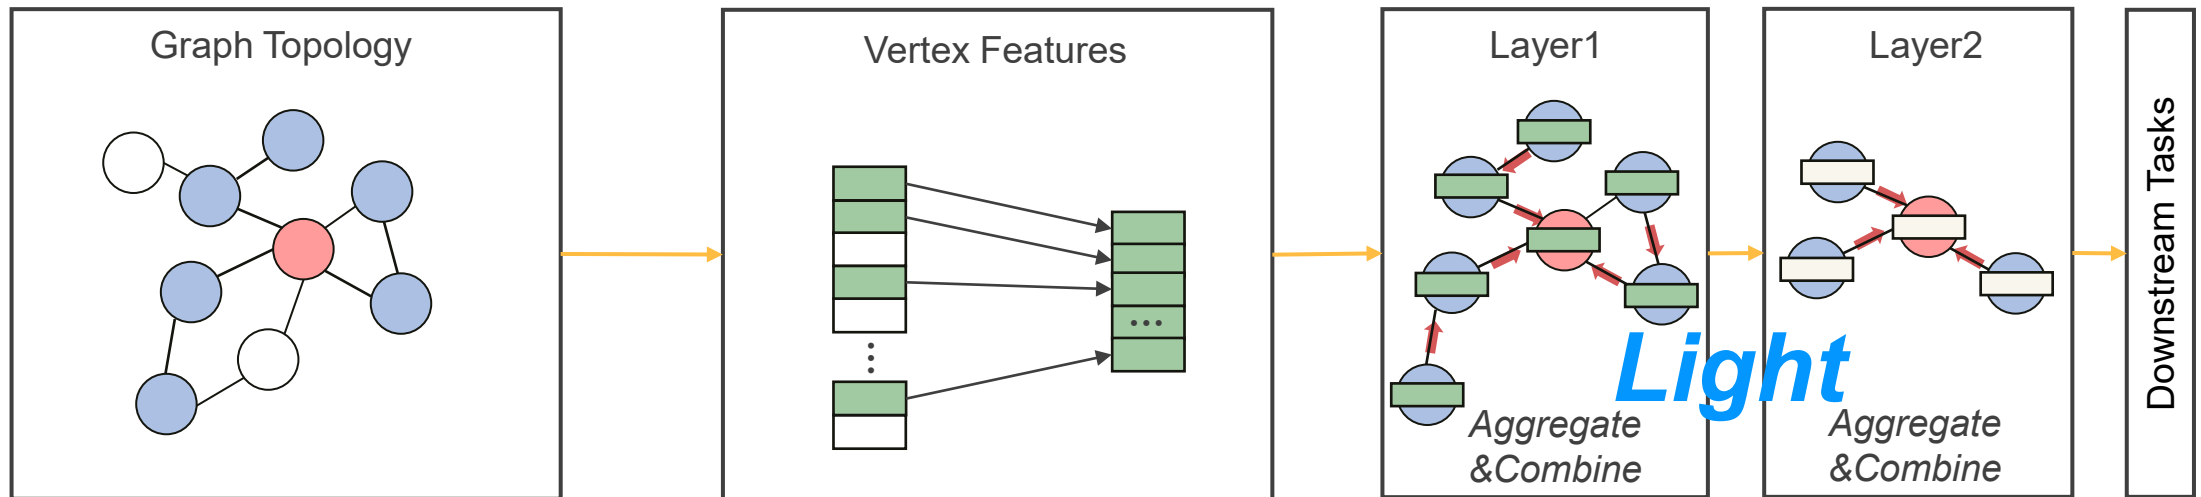 Graph Topology
Vertex Features
...
Layer1
Aggregate
&Combine
Light
Layer2
Aggregate
&Combine
Downstream Tasks